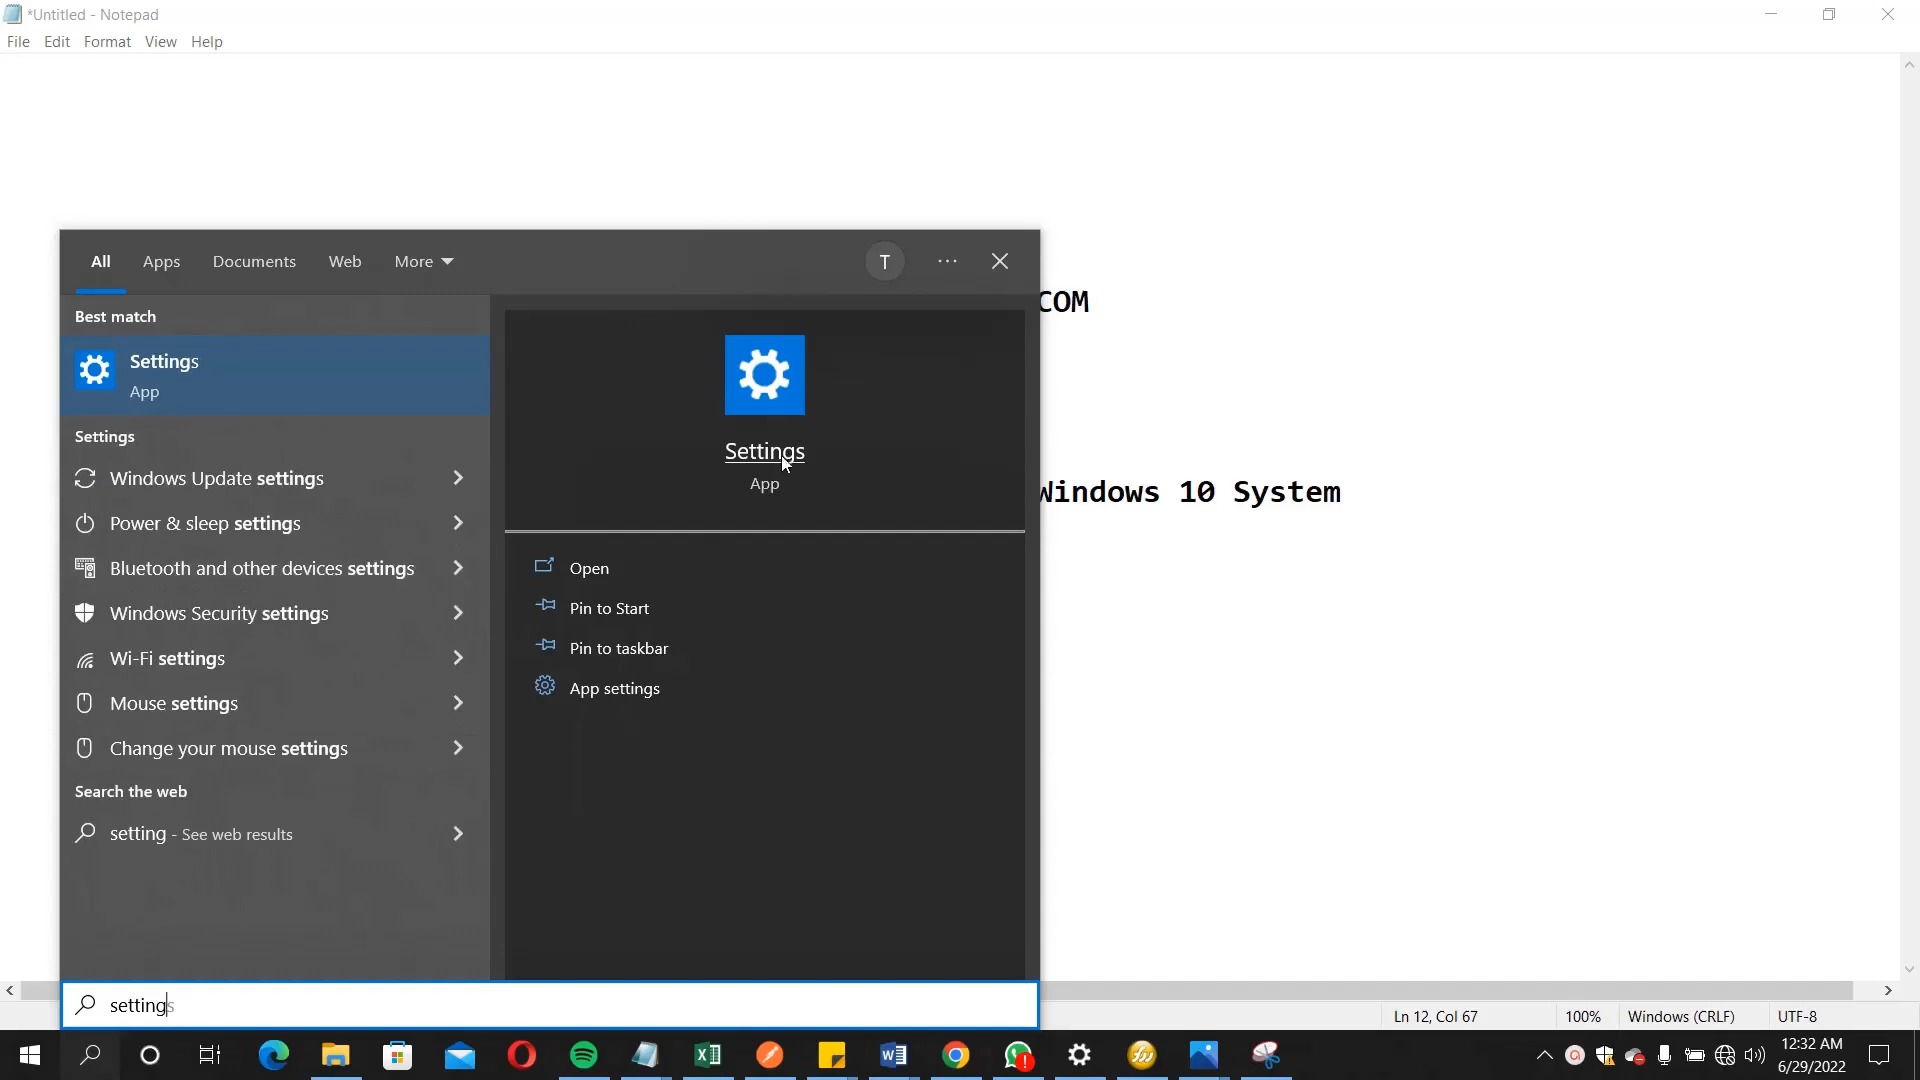 *Untitled - Notepad
File Edit Format View Help
COM
Windows 10 System
All Apps Documents Web More T ···
Best match
Settings
App
Settings
Windows Update settings
Power & sleep settings
Bluetooth and other devices settings
Windows Security settings
Wi-Fi settings
Mouse settings
Change your mouse settings
Search the web
setting - See web results
Settings
App
Open
Pin to Start
Pin to taskbar
App settings
settings
Ln 12, Col 67 100% Windows (CRLF) UTF-8
12:32 AM
6/29/2022